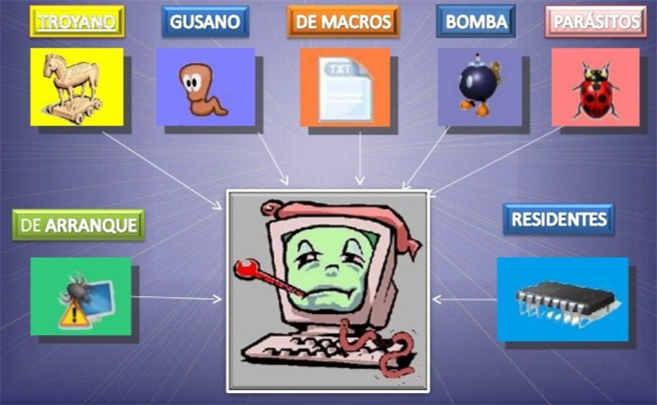 TROYANO
GUSANO
DE MACROS
BOMBA
PARÁSITOS
TXT
DE ARRANQUE
RESIDENTES